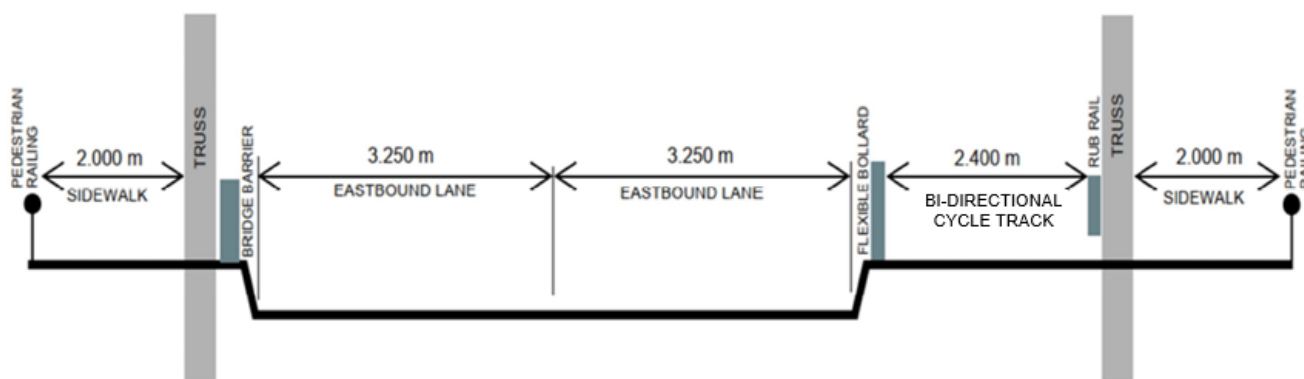 PEDESTRIAN
RAILING
2.000 m
SIDEWALK
TRUSS
BRIDGE BARRIER
3.250 m
EASTBOUND LANE
3.250 m
EASTBOUND LANE
FLEXIBLE BOLLARD
2.400 m
BI-DIRECTIONAL
CYCLE TRACK
RUB RAIL
TRUSS
2.000 m
SIDEWALK
PEDESTRIAN
RAILING